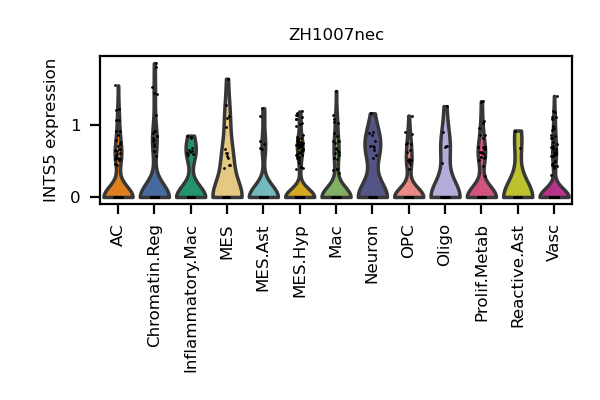 ZH1007nec
INTS5 expression
1
0
AC
Chromatin.Reg
Inflammatory.Mac
MES
MES.Ast
MES.Hyp
Mac
Neuron
OPC
Oligo
Prolif.Metab
Reactive.Ast
Vasc